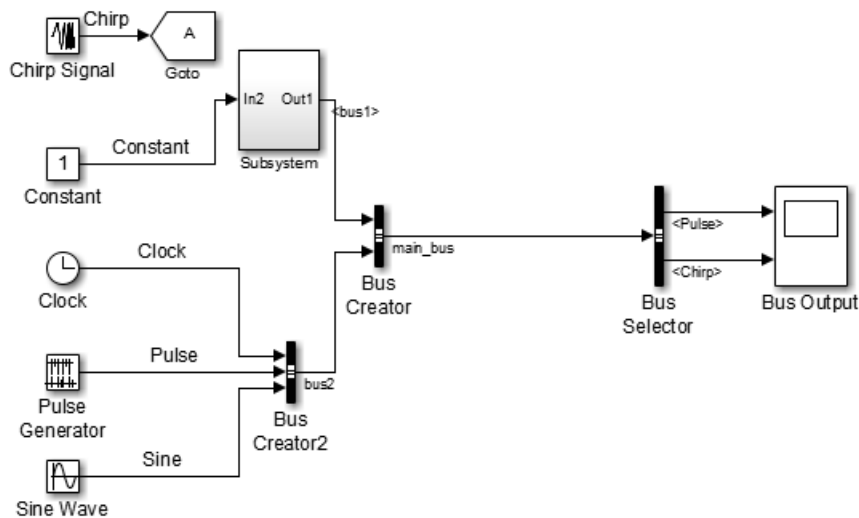 Chirp
A
Chirp Signal
Goto
In2
Out1
<bus1>
Subsystem
Constant
1
Constant
Clock
Clock
main_bus
Bus
Creator
<Pulse>
<Chirp>
Bus
Selector
Bus Output
Pulse
bus2
Pulse
Generator
Bus
Creator2
Sine
Sine Wave